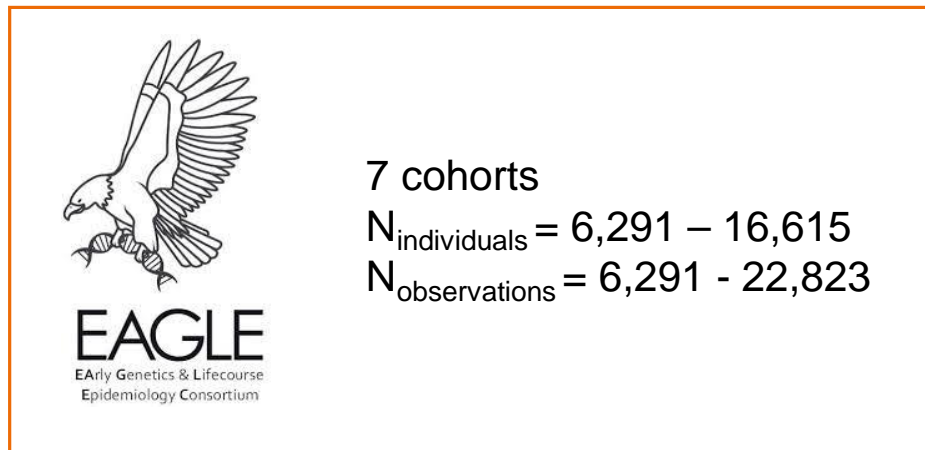 7 cohorts
Nindividuals = 6,291 – 16,615
Nobservations = 6,291 - 22,823
EAGLE
EArly Genetics & Lifecourse
Epidemiology Consortium